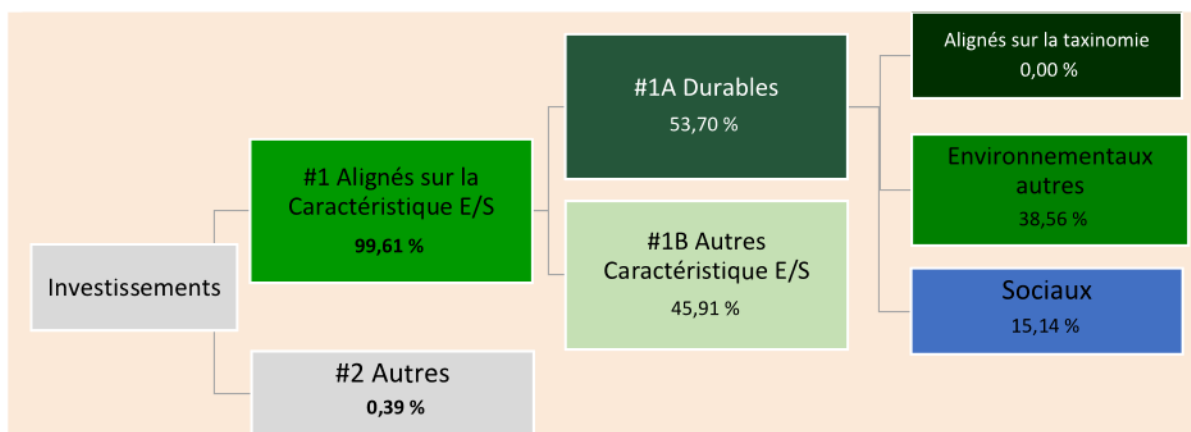 Investissements
#1 Alignés sur la
Caractéristique E/S
99,61 %
#2 Autres
0,39 %
#1A Durables
53,70 %
#1B Autres
Caractéristique E/S
45,91 %
Alignés sur la taxinomie
0,00 %
Environnementaux
autres
38,56 %
Sociaux
15,14 %